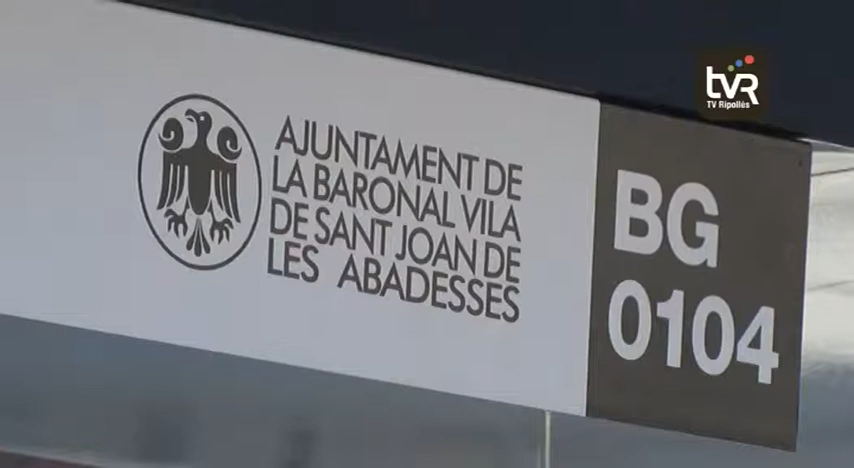 tvR
TV Ripollès
AJUNTAMENT DE
LA BARONAL VILA
DE SANT JOAN DE
LES ABADESSES
BG
0104